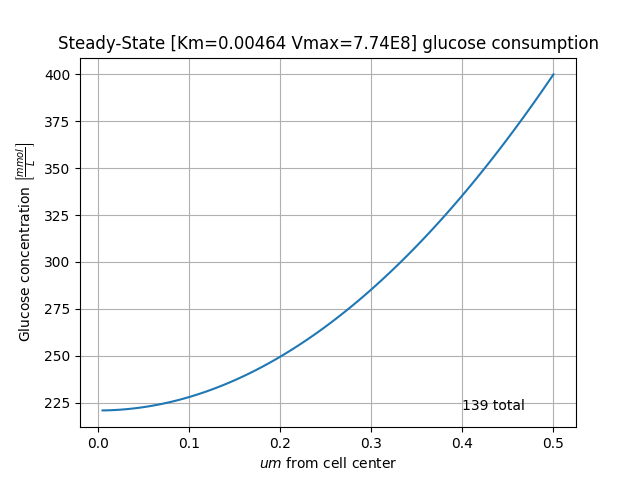 Steady-State [Km=0.00464 Vmax=7.74E8] glucose consumption
400
375
350
325
300
275
250
225
Glucose concentration [mmol/L]
139 total
0.0 0.1 0.2 0.3 0.4 0.5
um from cell center